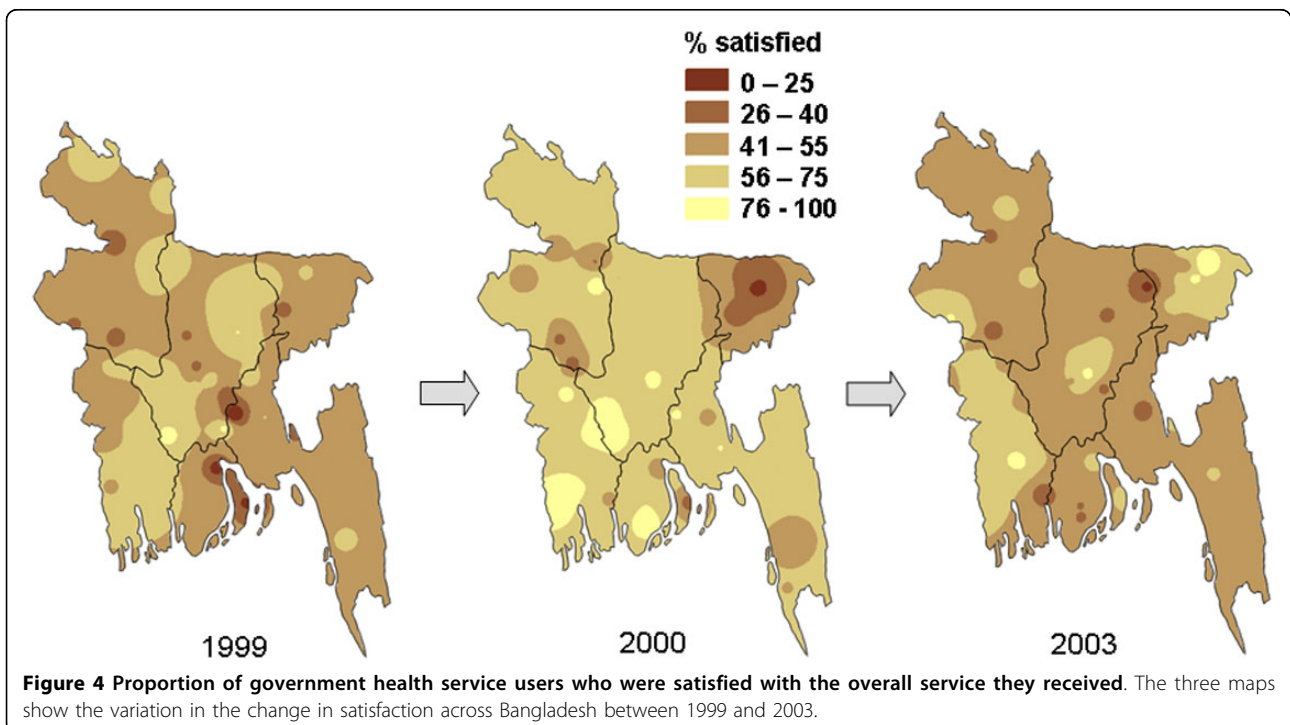 % satisfied
0 – 25
26 – 40
41 – 55
56 – 75
76 - 100
1999
2000
2003
Figure 4 Proportion of government health service users who were satisfied with the overall service they received. The three maps
show the variation in the change in satisfaction across Bangladesh between 1999 and 2003.